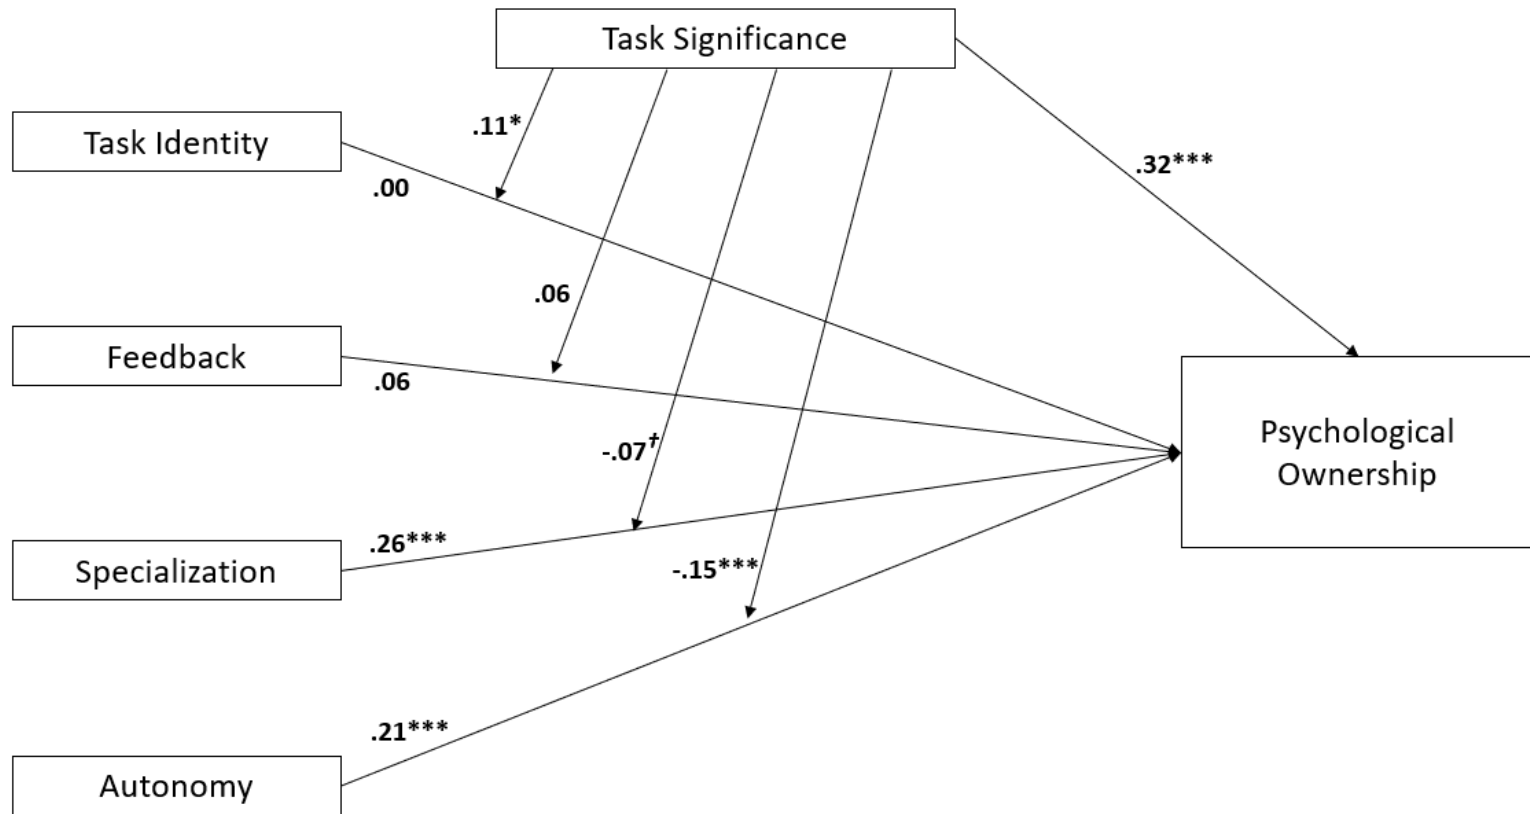 Task Significance
.11*
Task Identity
.32***
.00
.06
Feedback
.06
Psychological
Ownership
-.07†
.26***
Specialization
-.15***
.21***
Autonomy